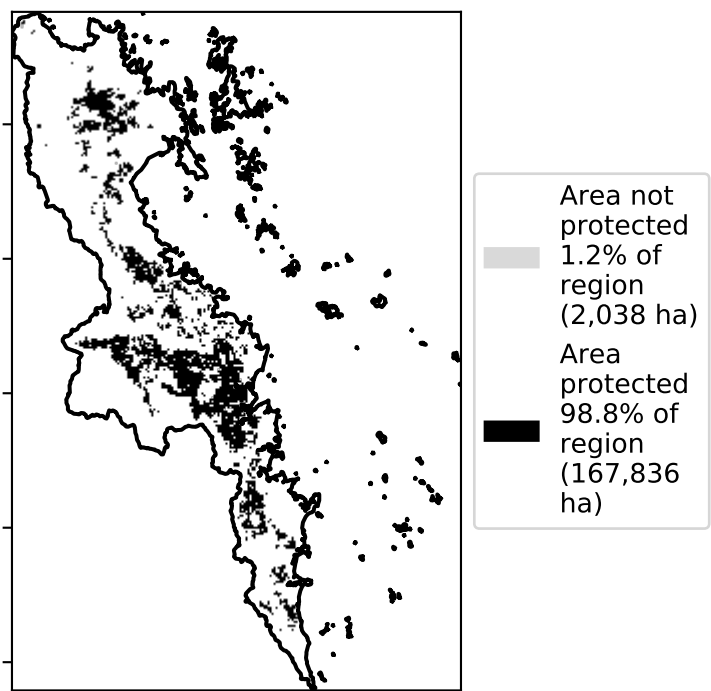 Area not
protected
1.2% of
region
(2,038 ha)
Area
protected
98.8% of
region
(167,836
ha)